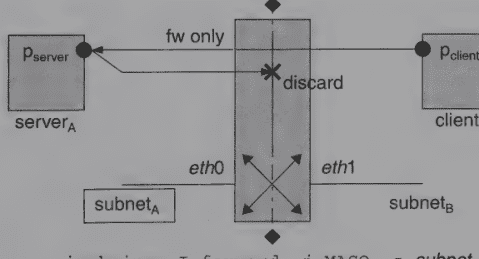 fw only
Pserver
Pclient
discard
serverA
client
eth0
eth1
subnetA
subnetB